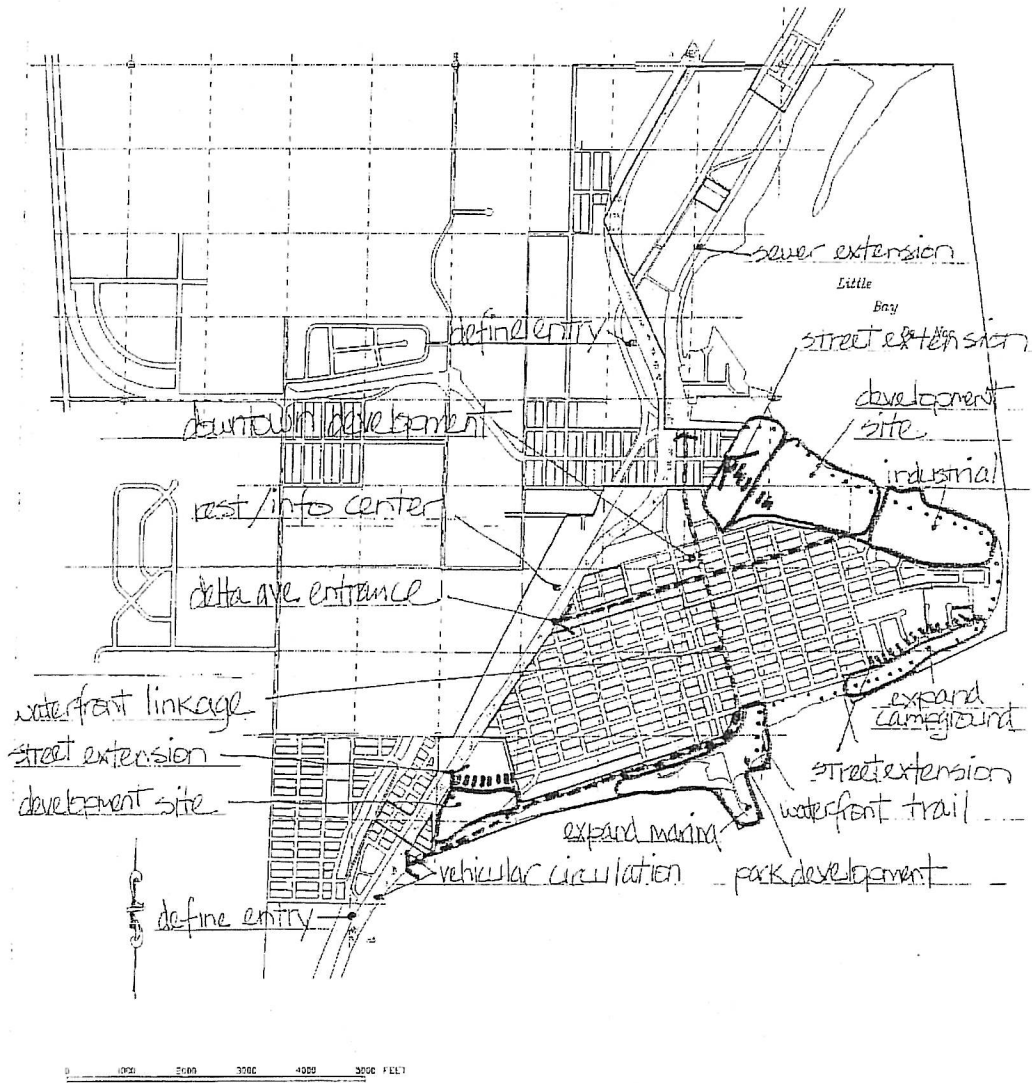 sewer extension
Little
Bay
define entry
street extension
development
site
downtown development
industrial
rest/info center
delta ave entrance
waterfront linkage
expand
campground
street extension
street extension
development site
waterfront trail
expand marina
vehicular circulation
park development
define entry
0 1000 2000 3000 4000 5000 FEET